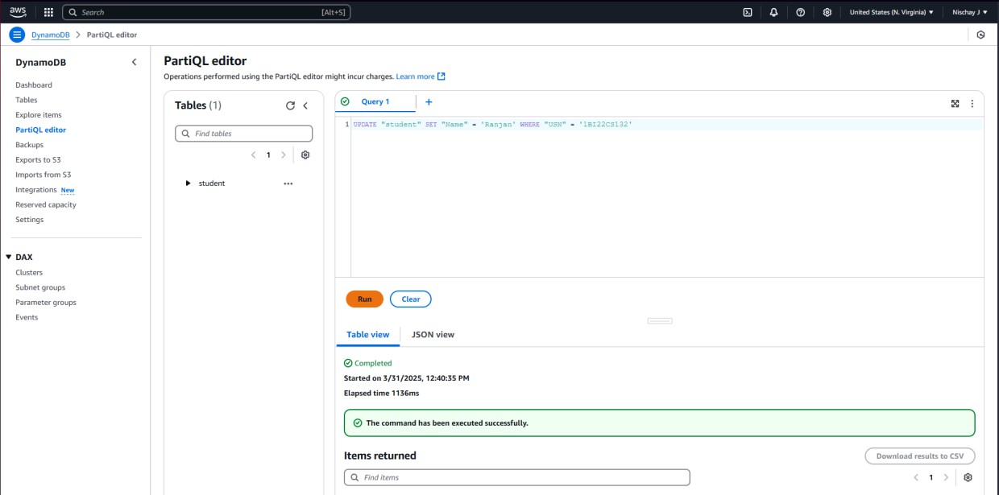 aws
Search [Alt+S]
United States (N. Virginia) Nischay J
DynamoDB > PartiQL editor
DynamoDB
Dashboard
Tables
Explore items
PartiQL editor
Backups
Exports to S3
Imports from S3
Integrations New
Reserved capacity
Settings
DAX
Clusters
Subnet groups
Parameter groups
Events
PartiQL editor
Operations performed using the PartiQL editor might incur charges. Learn more
Tables (1)
Find tables
1
student
Query 1
1 UPDATE "student" SET "Name" = 'Ranjan' WHERE "USN" = '1BI22CS132'
Run Clear
Table view JSON view
Completed
Started on 3/31/2025, 12:40:35 PM
Elapsed time 1136ms
The command has been executed successfully.
Items returned
Download results to CSV
Find items
1